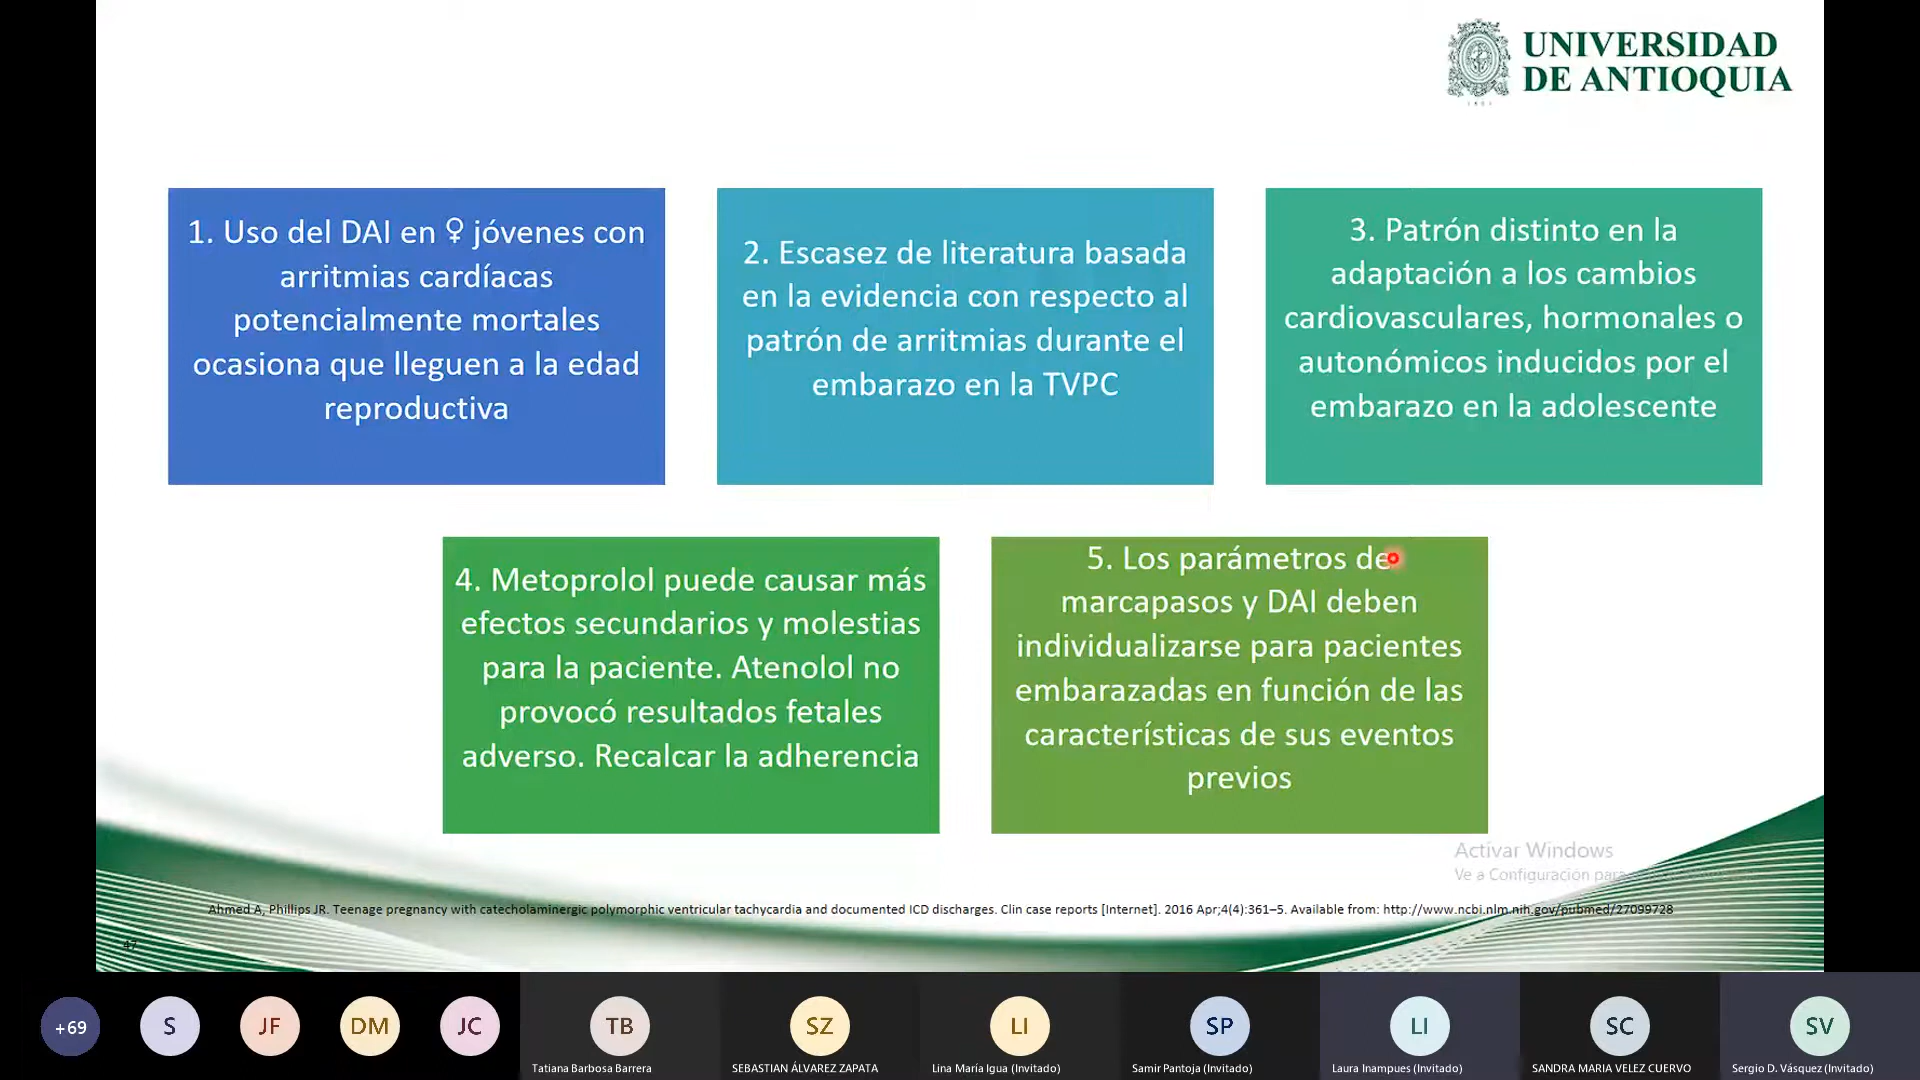 UNIVERSIDAD
DE ANTIOQUIA
1. Uso del DAI en ♀ jóvenes con
arritmias cardíacas
potencialmente mortales
ocasiona que lleguen a la edad
reproductiva
2. Escasez de literatura basada
en la evidencia con respecto al
patrón de arritmias durante el
embarazo en la TVPC
3. Patrón distinto en la
adaptación a los cambios
cardiovasculares, hormonales o
autonómicos inducidos por el
embarazo en la adolescente
4. Metoprolol puede causar más
efectos secundarios y molestias
para la paciente. Atenolol no
provocó resultados fetales
adverso. Recalcar la adherencia
5. Los parámetros de
marcapasos y DAI deben
individualizarse para pacientes
embarazadas en función de las
características de sus eventos
previos
Activar Windows
Ve a Configuración para
Ahmed A, Phillips JR. Teenage pregnancy with catecholaminergic polymorphic ventricular tachycardia and documented ICD discharges. Clin case reports [Internet]. 2016 Apr;4(4):361–5. Available from: http://www.ncbi.nlm.nih.gov/pubmed/27099728
47
+69
S
JF
DM
JC
TB
SZ
LI
SP
LI
SC
SV
Tatiana Barbosa Barrera
SEBASTIAN ÁLVAREZ ZAPATA
Lina María Igua (Invitado)
Samir Pantoja (Invitado)
Laura Inampues (Invitado)
SANDRA MARIA VELEZ CUERVO
Sergio D. Vásquez (Invitado)